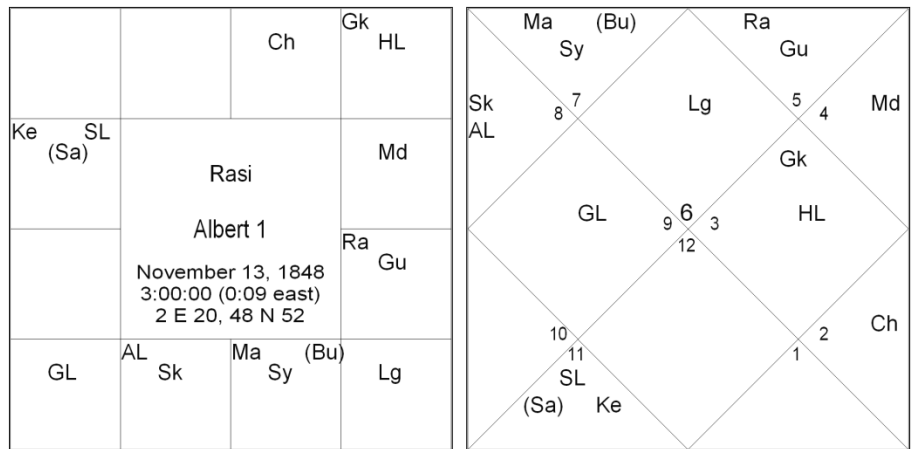 Ch
Gk
HL
Ke SL
(Sa)
Md
Rasi
Albert 1
November 13, 1848
3:00:00 (0:09 east)
2 E 20, 48 N 52
Ra
Gu
GL
AL
Sk
Ma (Bu)
Sy
Lg
Ma (Bu)
Sy
Ra
Gu
Sk
AL
7
8
Lg
5
4
Md
Gk
GL
9
6
3
12
HL
10
11
2
1
Ch
SL
(Sa) Ke